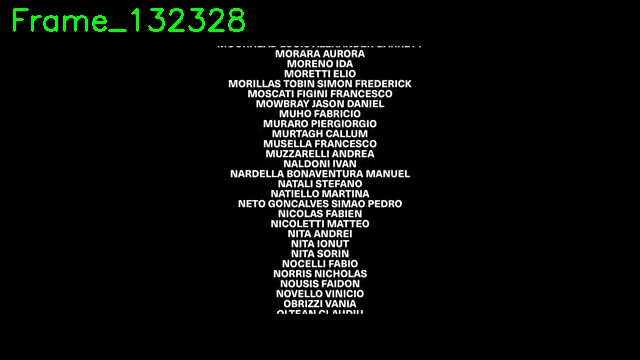 Frame_132328
MORARA AURORA
MORENO IDA
MORETTI ELIO
MORILLAS TOBIN SIMON FREDERICK
MOSCATI FIGINI FRANCESCO
MOWBRAY JASON DANIEL
MUHO FABRICIO
MURARO PIERGIORGIO
MURTAGH CALLUM
MUSELLA FRANCESCO
MUZZARELLI ANDREA
NALDONI IVAN
NARDELLA BONAVENTURA MANUEL
NATALI STEFANO
NATIELLO MARTINA
NETO GONCALVES SIMAO PEDRO
NICOLAS FABIEN
NICOLETTI MATTEO
NITA ANDREI
NITA IONUT
NITA SORIN
NOCELLI FABIO
NORRIS NICHOLAS
NOUSIS FAIDON
NOVELLO VINICIO
OBRIZZI VANIA